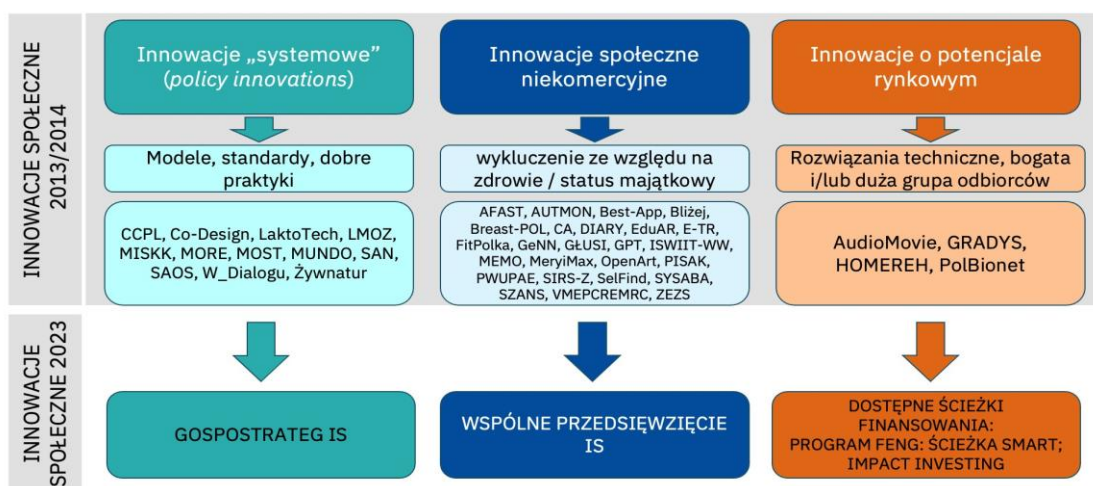 INNOWACJE SPOŁECZNE
2013/2014
Innowacje „systemowe”
(policy innovations)
Modele, standardy, dobre
praktyki
CCPL, Co-Design, LaktoTech, LMOZ,
MISKK, MORE, MOST, MUNDO, SAN,
SAOS, W_Dialogu, Żywnatur
Innowacje społeczne
niekomercyjne
wykluczenie ze względu na
zdrowie / status majątkowy
AFAST, AUTMON, Best-App, Bliżej,
Breast-POL, CA, DIARY, EduAR, E-TR,
FitPolka, GeNN, GŁUSI, GPT, ISWIIT-WW,
MEMO, MeryiMax, OpenArt, PISAK,
PWUPAE, SIRS-Z, SelFind, SYSABA,
SZANS, VMEPCREMRC, ZEZS
Innowacje o potencjale
rynkowym
Rozwiązania techniczne, bogata
i/lub duża grupa odbiorców
AudioMovie, GRADYS,
HOMEREH, PolBionet
INNOWACJE
SPOŁECZNE 2023
GOSPOSTRATEG IS
WSPÓLNE PRZEDSIĘWZIĘCIE
IS
DOSTĘPNE ŚCIEŻKI
FINANSOWANIA:
PROGRAM FENG: ŚCIEŻKA SMART;
IMPACT INVESTING